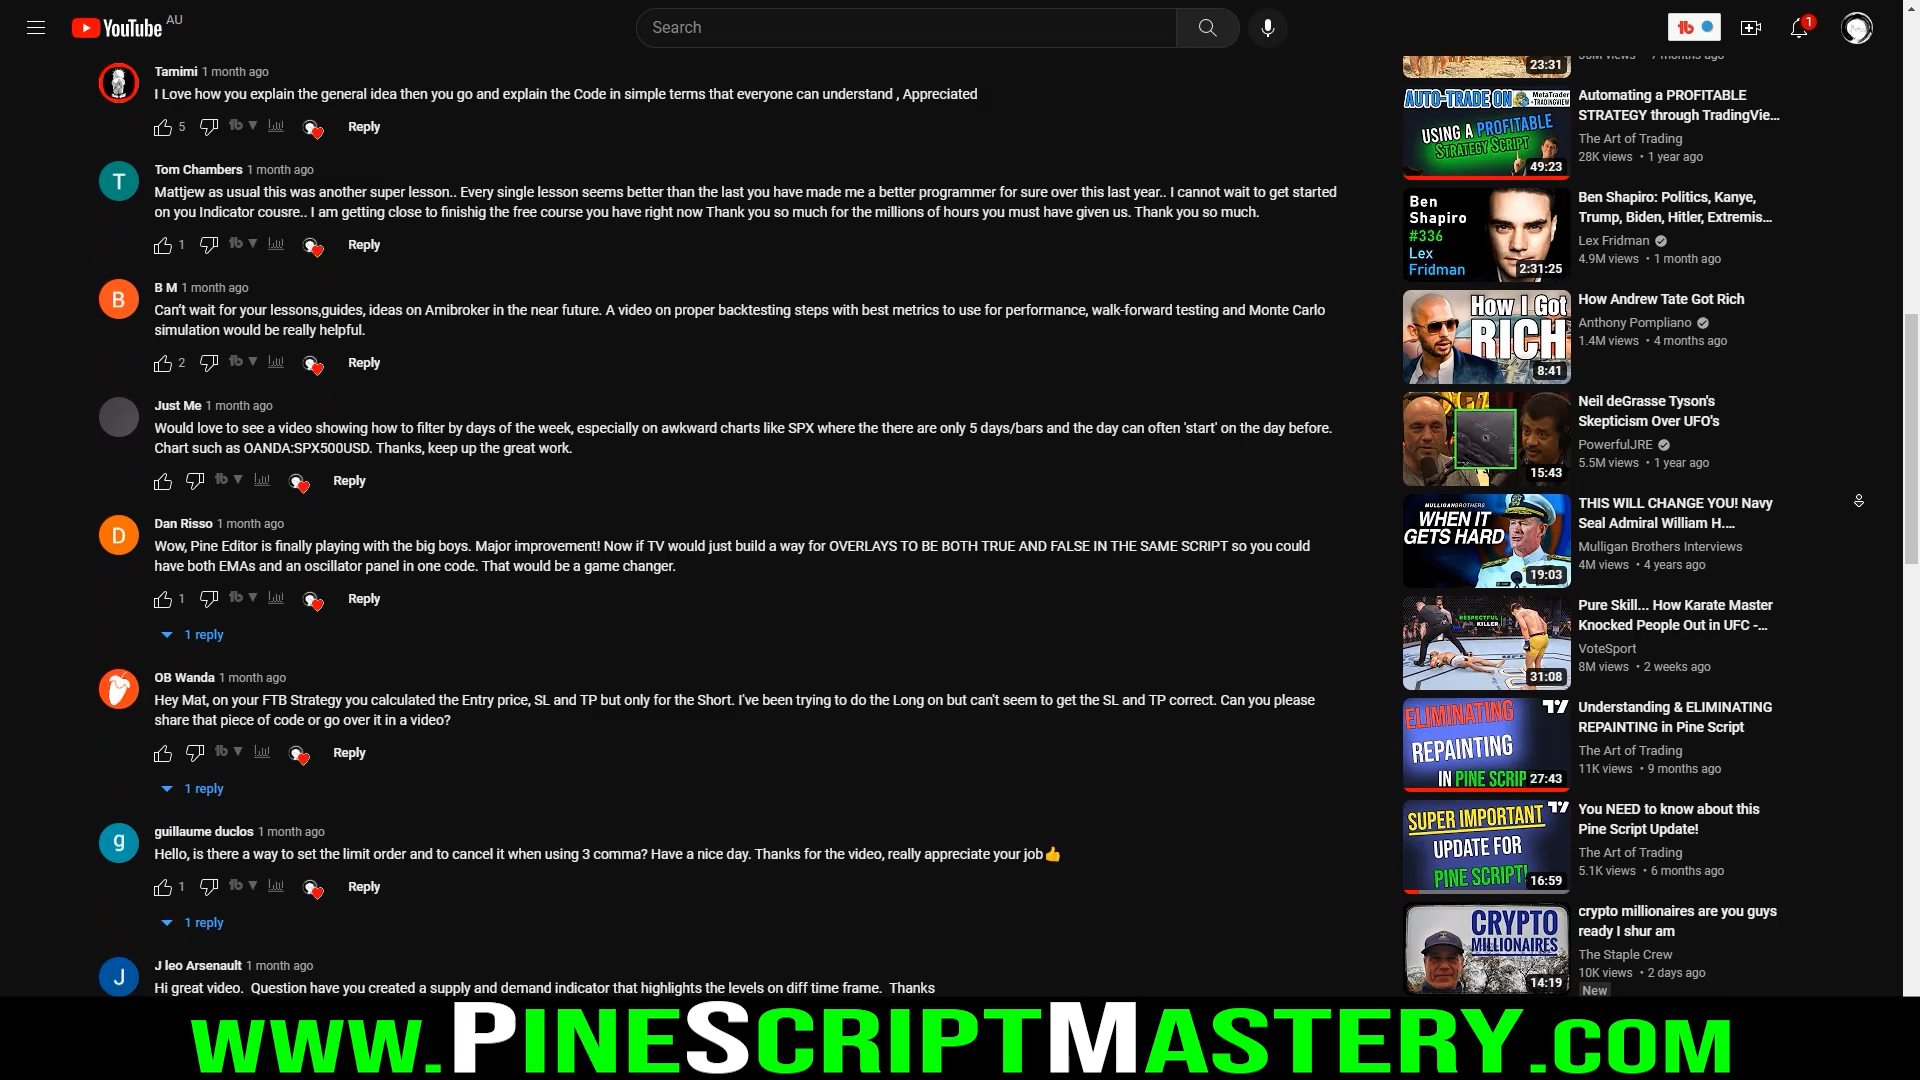 YouTube AU
Search
1
Tamimi 1 month ago
I Love how you explain the general idea then you go and explain the Code in simple terms that everyone can understand , Appreciated
5 Reply
Tom Chambers 1 month ago
Mattjew as usual this was another super lesson.. Every single lesson seems better than the last you have made me a better programmer for sure over this last year.. I cannot wait to get started
on you Indicator cousre.. I am getting close to finishig the free course you have right now Thank you so much for the millions of hours you must have given us. Thank you so much.
1 Reply
B M 1 month ago
Can't wait for your lessons,guides, ideas on Amibroker in the near future. A video on proper backtesting steps with best metrics to use for performance, walk-forward testing and Monte Carlo
simulation would be really helpful.
2 Reply
Just Me 1 month ago
Would love to see a video showing how to filter by days of the week, especially on awkward charts like SPX where the there are only 5 days/bars and the day can often 'start' on the day before.
Chart such as OANDA:SPX500USD. Thanks, keep up the great work.
Reply
D
Dan Risso 1 month ago
Wow, Pine Editor is finally playing with the big boys. Major improvement! Now if TV would just build a way for OVERLAYS TO BE BOTH TRUE AND FALSE IN THE SAME SCRIPT so you could
have both EMAs and an oscillator panel in one code. That would be a game changer.
1 Reply
1 reply
OB Wanda 1 month ago
Hey Mat, on your FTB Strategy you calculated the Entry price, SL and TP but only for the Short. I've been trying to do the Long on but can't seem to get the SL and TP correct. Can you please
share that piece of code or go over it in a video?
Reply
1 reply
g
guillaume duclos 1 month ago
Hello, is there a way to set the limit order and to cancel it when using 3 comma? Have a nice day. Thanks for the video, really appreciate your job👍
1 Reply
1 reply
J
J leo Arsenault 1 month ago
Hi great video. Question have you created a supply and demand indicator that highlights the levels on diff time frame. Thanks
23:31
AUTO-TRADE ON MetaTrader +TRADINGVIEW
USING A PROFITABLE
STRATEGY SCRIPT
49:23
Automating a PROFITABLE
STRATEGY through TradingVie...
The Art of Trading
28K views • 1 year ago
Ben
Shapiro
#336
Lex
Fridman
2:31:25
Ben Shapiro: Politics, Kanye,
Trump, Biden, Hitler, Extremis...
Lex Fridman
4.9M views • 1 month ago
How I Got
RICH
8:41
How Andrew Tate Got Rich
Anthony Pompliano
1.4M views • 4 months ago
15:43
Neil deGrasse Tyson's
Skepticism Over UFO's
PowerfulJRE
5.5M views • 1 year ago
MULLIGANBROTHERS
WHEN IT
GETS HARD
19:03
THIS WILL CHANGE YOU! Navy
Seal Admiral William H....
Mulligan Brothers Interviews
4M views • 4 years ago
RESPECTFUL
KILLER
31:08
Pure Skill... How Karate Master
Knocked People Out in UFC -...
VoteSport
8M views • 2 weeks ago
ELIMINATING
REPAINTING
IN PINE SCRIP
27:43
Understanding & ELIMINATING
REPAINTING in Pine Script
The Art of Trading
11K views • 9 months ago
SUPER IMPORTANT
UPDATE FOR
PINE SCRIPT!
16:59
You NEED to know about this
Pine Script Update!
The Art of Trading
5.1K views • 6 months ago
CRYPTO
MILLIONAIRES
14:19
crypto millionaires are you guys
ready I shur am
The Staple Crew
10K views • 2 days ago
New
WWW.PINESCRIPTMASTERY.COM